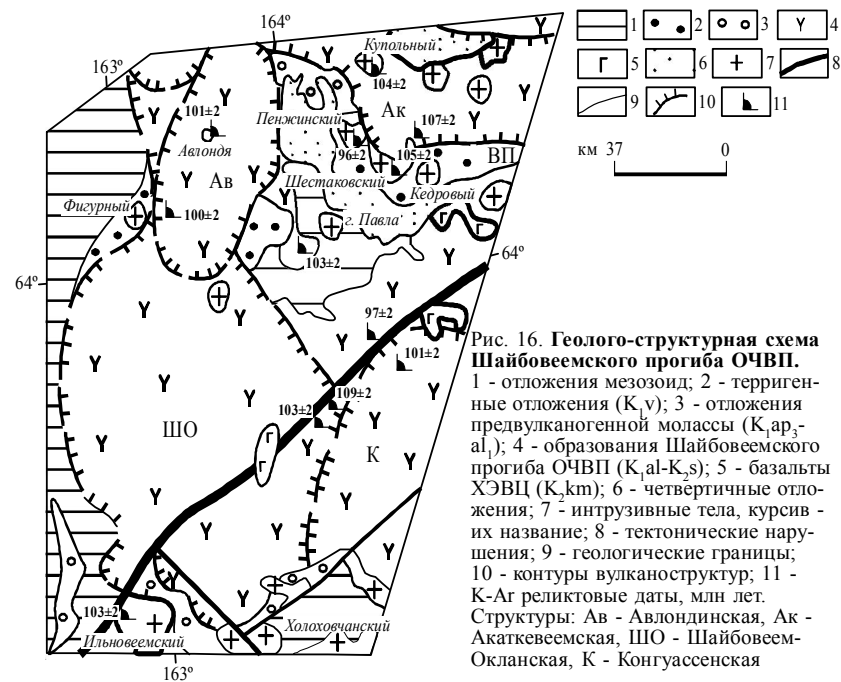 164º
163º
Купольный
104±2
101±2
Пенжинский
107±2
Ак
Авлондя
96±2
105±2
ВП
Ав
Шестаковский
Фигурный
100±2
Кедровый
г. Павла
103±2
64º
64º
97±2
101±2
109±2
103±2
ШО
К
103±2
Ильновеемский
Холоховчанский
163º
1 2 3 4
5 6 7 8
9 10 11
км 37 0
Рис. 16. Геолого-структурная схема
Шайбовеемского прогиба ОЧВП.
1 - отложения мезозоид; 2 - терриген-
ные отложения (K₁v); 3 - отложения
предвулканогенной молассы (K₁ap₃-
al₁); 4 - образования Шайбовеемского
прогиба ОЧВП (K₁al-K₂s); 5 - базальты
ХЭВЦ (K₂km); 6 - четвертичные отло-
жения; 7 - интрузивные тела, курсив -
их название; 8 - тектонические нару-
шения; 9 - геологические границы;
10 - контуры вулканоструктур; 11 -
K-Ar реликтовые даты, млн лет.
Структуры: Ав - Авлондинская, Ак -
Акаткевеемская, ШО - Шайбовеем-
Окланская, К - Конгуассенская